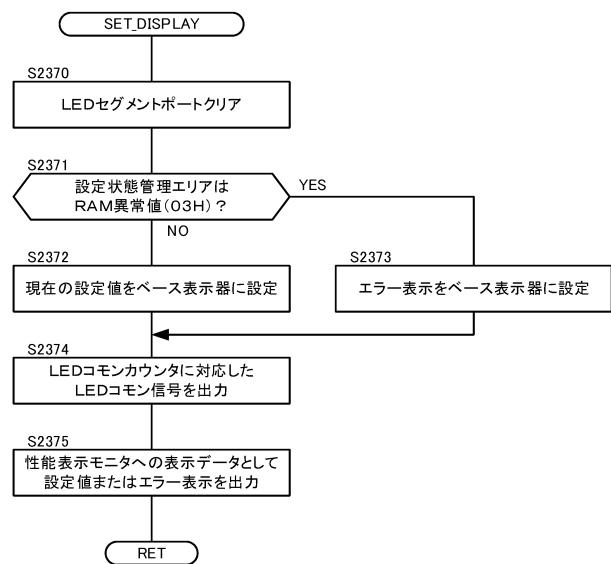 SET_DISPLAY
S2370
LEDセグメントポートクリア
S2371
設定状態管理エリアは
RAM異常値(03H)?
YES
NO
S2372
現在の設定値をベース表示器に設定
S2373
エラー表示をベース表示器に設定
S2374
LEDコモンカウンタに対応した
LEDコモン信号を出力
S2375
性能表示モニタへの表示データとして
設定値またはエラー表示を出力
RET